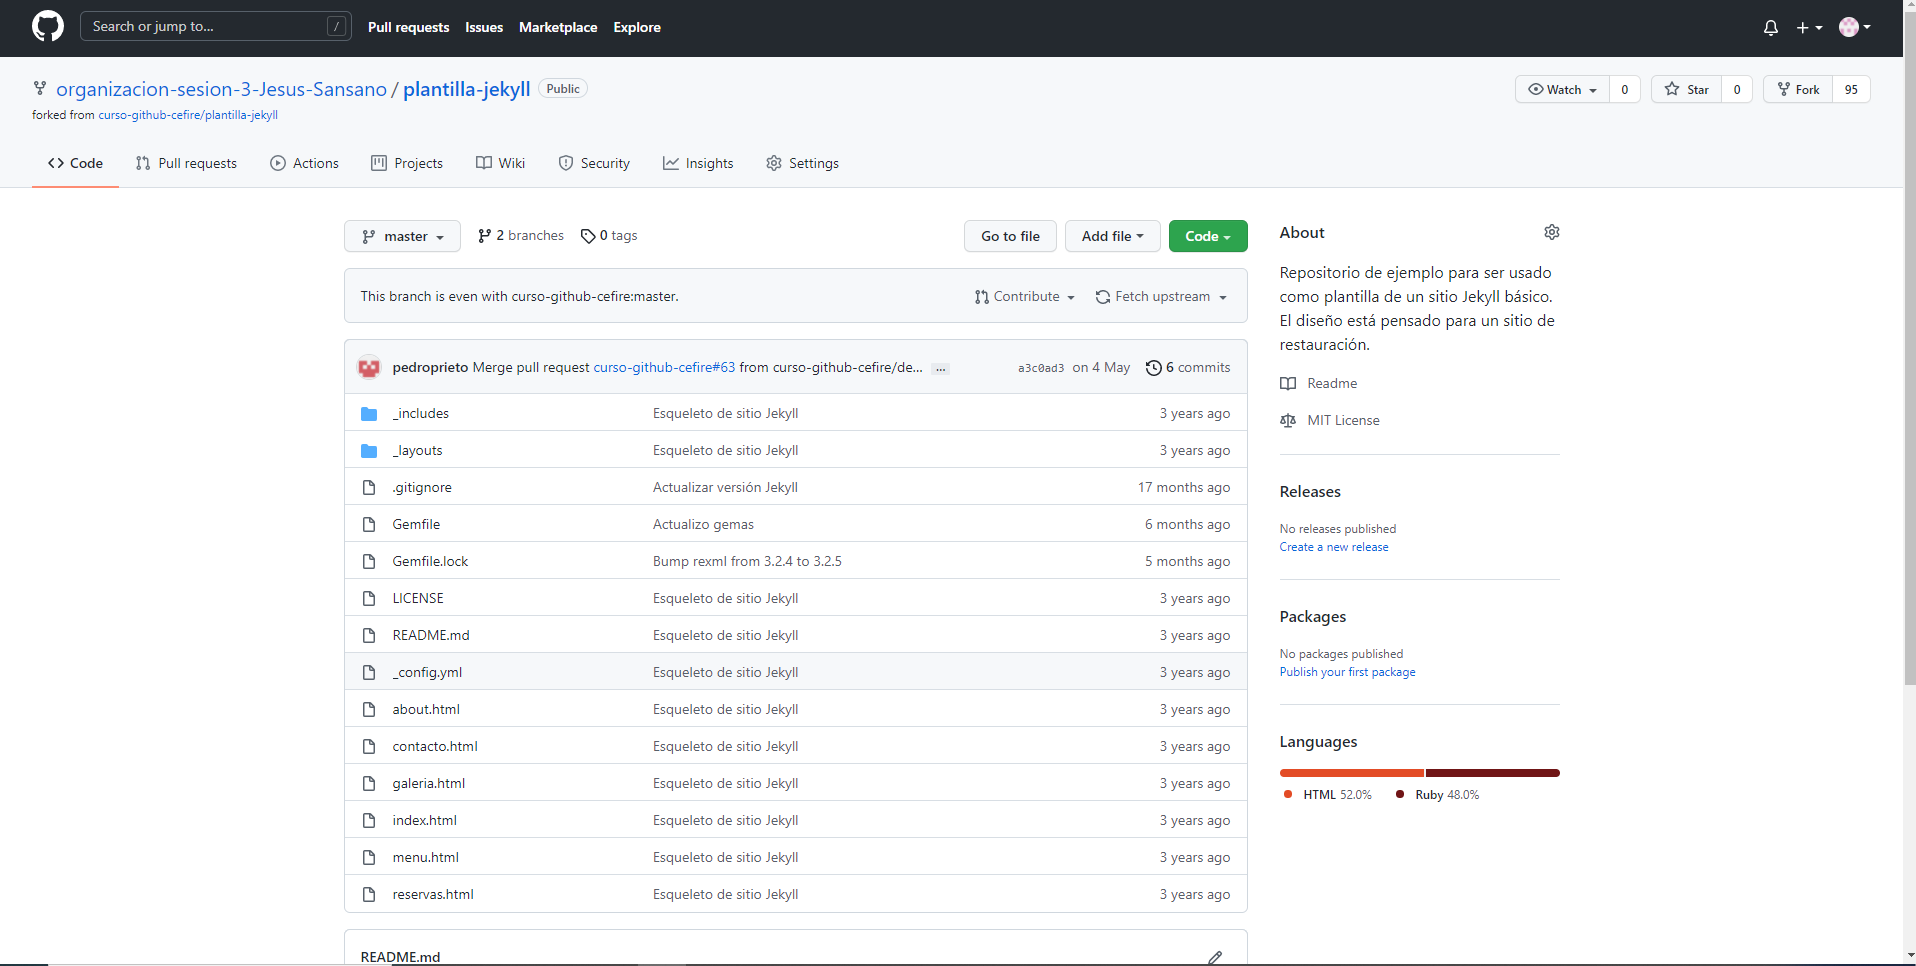 Search or jump to... /
Pull requests Issues Marketplace Explore
organizacion-sesion-3-Jesus-Sansano / plantilla-jekyll Public
Watch 0 Star 0 Fork 95
forked from curso-github-cefire/plantilla-jekyll
Code Pull requests Actions Projects Wiki Security Insights Settings
master 2 branches 0 tags Go to file Add file Code
This branch is even with curso-github-cefire:master. Contribute Fetch upstream
pedroprieto Merge pull request curso-github-cefire#63 from curso-github-cefire/de... ... a3c0ad3 on 4 May 6 commits
_includes Esqueleto de sitio Jekyll 3 years ago
_layouts Esqueleto de sitio Jekyll 3 years ago
.gitignore Actualizar versión Jekyll 17 months ago
Gemfile Actualizo gemas 6 months ago
Gemfile.lock Bump rexml from 3.2.4 to 3.2.5 5 months ago
LICENSE Esqueleto de sitio Jekyll 3 years ago
README.md Esqueleto de sitio Jekyll 3 years ago
_config.yml Esqueleto de sitio Jekyll 3 years ago
about.html Esqueleto de sitio Jekyll 3 years ago
contacto.html Esqueleto de sitio Jekyll 3 years ago
galeria.html Esqueleto de sitio Jekyll 3 years ago
index.html Esqueleto de sitio Jekyll 3 years ago
menu.html Esqueleto de sitio Jekyll 3 years ago
reservas.html Esqueleto de sitio Jekyll 3 years ago
README.md
About
Repositorio de ejemplo para ser usado
como plantilla de un sitio Jekyll básico.
El diseño está pensado para un sitio de
restauración.
Readme
MIT License
Releases
No releases published
Create a new release
Packages
No packages published
Publish your first package
Languages
HTML 52.0% Ruby 48.0%